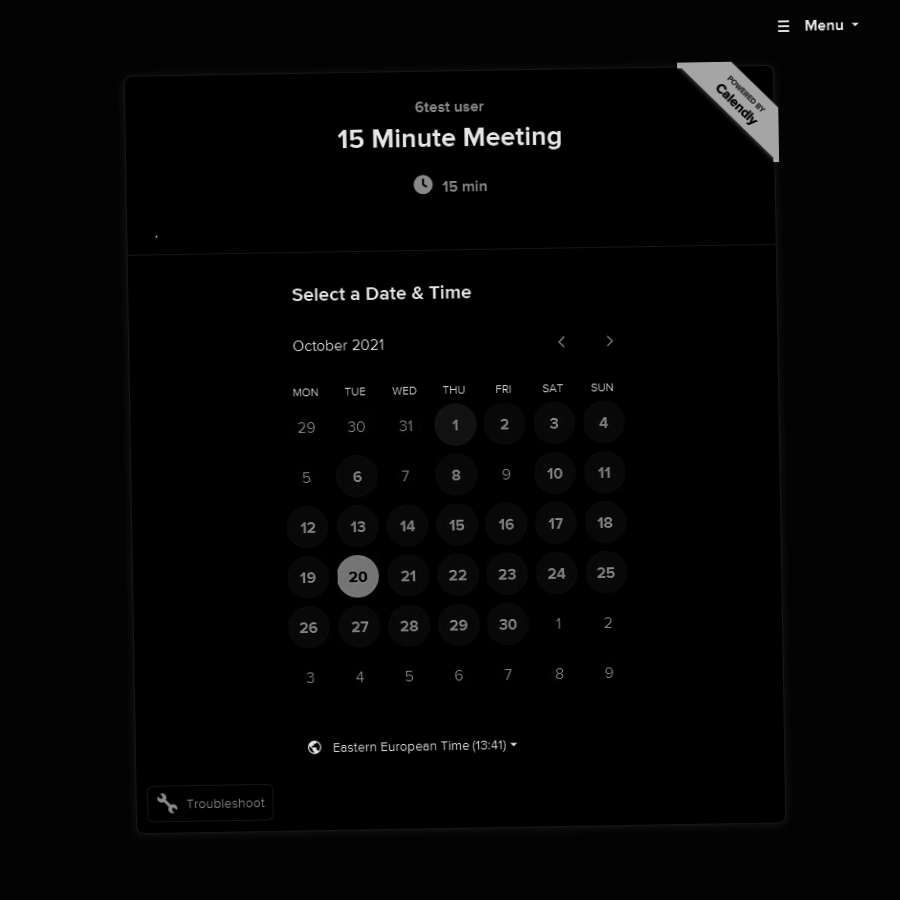 Menu
POWERED BY
Calendly
6test user
15 Minute Meeting
15 min
Select a Date & Time
October 2021
MON TUE WED THU FRI SAT SUN
29 30 31 1 2 3 4
5 6 7 8 9 10 11
12 13 14 15 16 17 18
19 20 21 22 23 24 25
26 27 28 29 30 1 2
3 4 5 6 7 8 9
Eastern European Time (13:41)
Troubleshoot